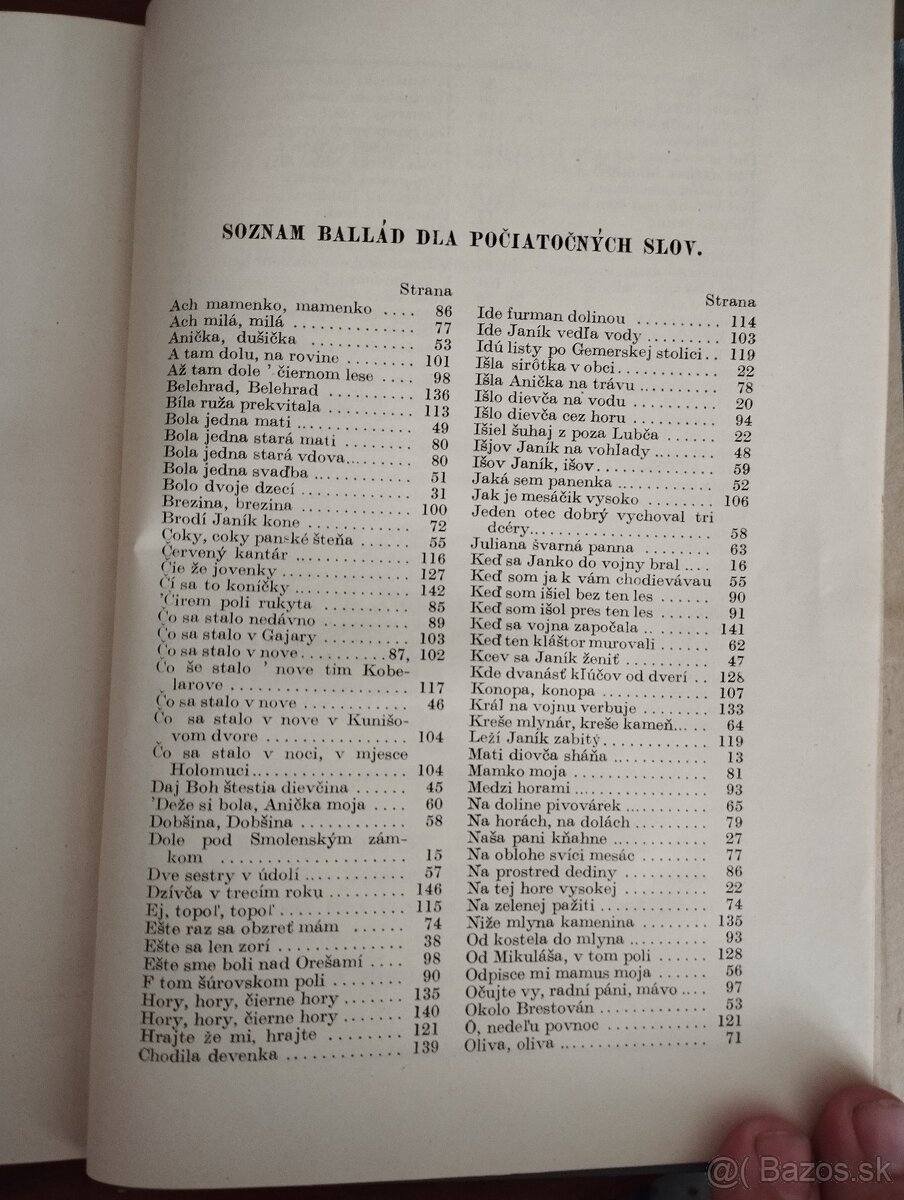 SOZNAM BALLÁD DLA POČIATOČNÝCH SLOV.
Strana
Ach mamenko, mamenko .... 86
Ach milá, milá ............. 77
Anička, dušička ............ 53
A tam dolu, na rovine ....... 101
Až tam dole ’ čiernom lese .... 98
Belehrad, Belehrad .......... 136
Bíla ruža prekvitala .......... 113
Bola jedna mati ............. 49
Bola jedna stará mati ........ 80
Bola jedna stará vdova....... 80
Bola jedna svaďba ........... 51
Bolo dvoje dzecí ............ 31
Brezina, brezina ............ 100
Brodí Janík kone ........... 72
Coky, coky panské šteňa ...... 55
Červený kantár ............ 116
Čie že jovenky ............. 127
Čí sa to koníčky ............ 142
’Čirem poli rukyta .......... 85
Čo sa stalo nedávno ......... 89
Čo sa stalo v Gajary ......... 103
Čo sa stalo v nove ..........87, 102
Čo še stalo ’ nove tim Kobe-
larove ................. 117
Čo sa stalo v nove .......... 46
Čo sa stalo v nove v Kunišo-
vom dvore .............. 104
Čo sa stalo v noci, v mjesce
Holomuci................ 104
Daj Boh štestia dievčina ...... 45
’Deže si bola, Anička moja .... 60
Dobšina, Dobšina ........... 58
Dole pod Smolenským zám-
kom .................. 15
Dve sestry v údolí........... 57
Dzívča v trecím roku ......... 146
Ej, topoľ, topoľ ............. 115
Ešte raz sa obzreť mám ...... 74
Ešte sa len zorí ............. 38
Ešte sme boli nad Orešamí .... 98
F tom šúrovskom poli ........ 90
Hory, hory, čierne hory ....... 135
Hory, hory, čierne hory ....... 140
Hrajte že mi, hrajte ......... 121
Chodila devenka ............ 139
Strana
Ide furman dolinou .......... 114
Ide Janík vedľa vody ......... 103
Idú listy po Gemerskej stolici.. 119
Išla sirôtka v obci........... 22
Išla Anička na trávu ......... 78
Išlo dievča na vodu ......... 20
Išlo dievča cez horu ......... 94
Išiel šuhaj z poza Lubča ...... 22
Išjov Janík na vohlady ....... 48
Išov Janík, išov............. 59
Jaká sem panenka ........... 52
Jak je mesáčik vysoko ....... 106
Jeden otec dobrý vychoval tri
dcéry................... 58
Juliana švarná panna ........ 63
Keď sa Janko do vojny bral .... 16
Keď som ja k vám chodievávau 55
Keď som išiel bez ten les ..... 90
Keď som išol pres ten les ..... 91
Keď sa vojna započala ........ 141
Keď ten kláštor murovali ..... 62
Kcev sa Janík ženiť .......... 47
Kde dvanásť kľúčov od dverí .. 128
Konopa, konopa ............ 107
Kráľ na vojnu verbuje ....... 133
Kreše mlynár, kreše kameň.... 64
Leží Janík zabitý............ 119
Mati diovča sháňa ........... 13
Mamko moja .............. 81
Medzi horami .............. 93
Na doline pivovárek ......... 65
Na horách, na dolách ........ 79
Naša pani kňahne ........... 27
Na oblohe svíci mesác ....... 77
Na prostred dediny .......... 86
Na tej hore vysokej ......... 22
Na zelenej pažiti ............ 74
Niže mlyna kamenina ........ 135
Od kostela do mlyna ......... 93
Od Mikuláša, v tom poli ...... 128
Odpisce mi mamus moja ..... 56
Očujte vy, radní páni, mávo ... 97
Okolo Brestován ............ 53
Ó, nedeľu povnoc ........... 121
Oliva, oliva ................ 71
@( Bazos.sk